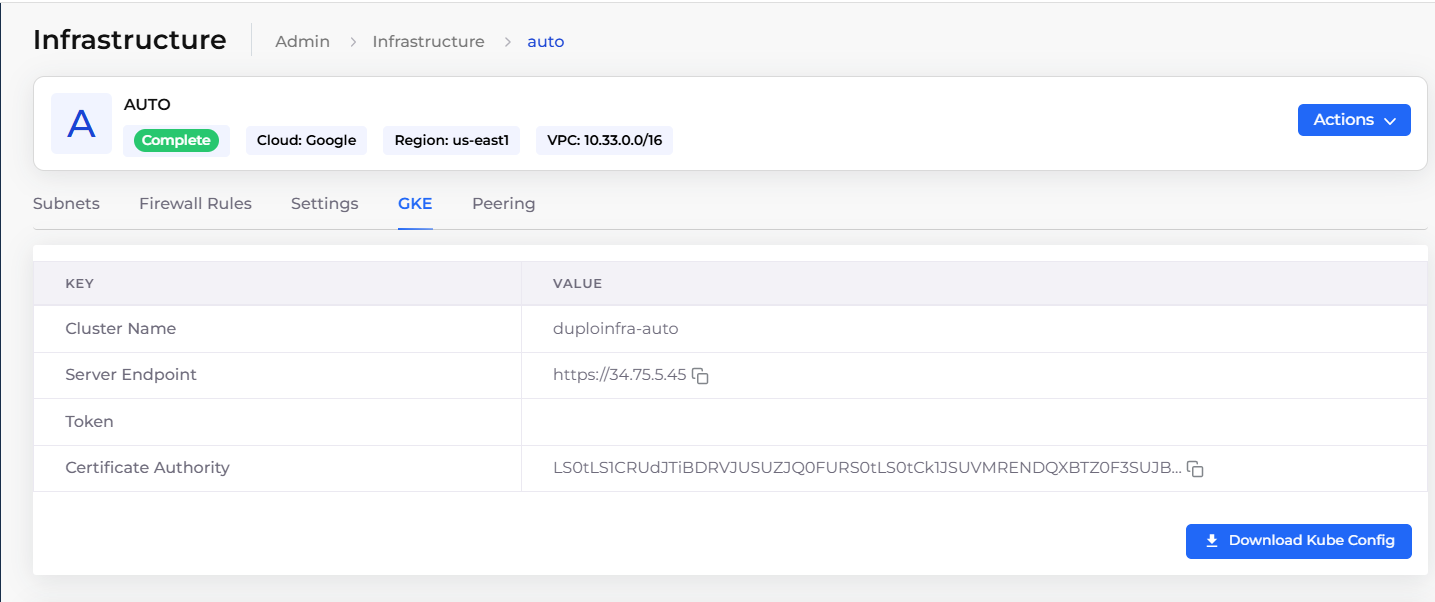 Infrastructure Admin > Infrastructure > auto
A
AUTO
Complete Cloud: Google Region: us-east1 VPC: 10.33.0.0/16
Actions
Subnets Firewall Rules Settings GKE Peering
KEY VALUE
Cluster Name duploinfra-auto
Server Endpoint https://34.75.5.45
Token
Certificate Authority LS0tLS1CRUdJTiBDRVJUSUZJQ0FURS0tLS0tCk1JSUVMRENDQXBTZ0F3SUJB...
Download Kube Config